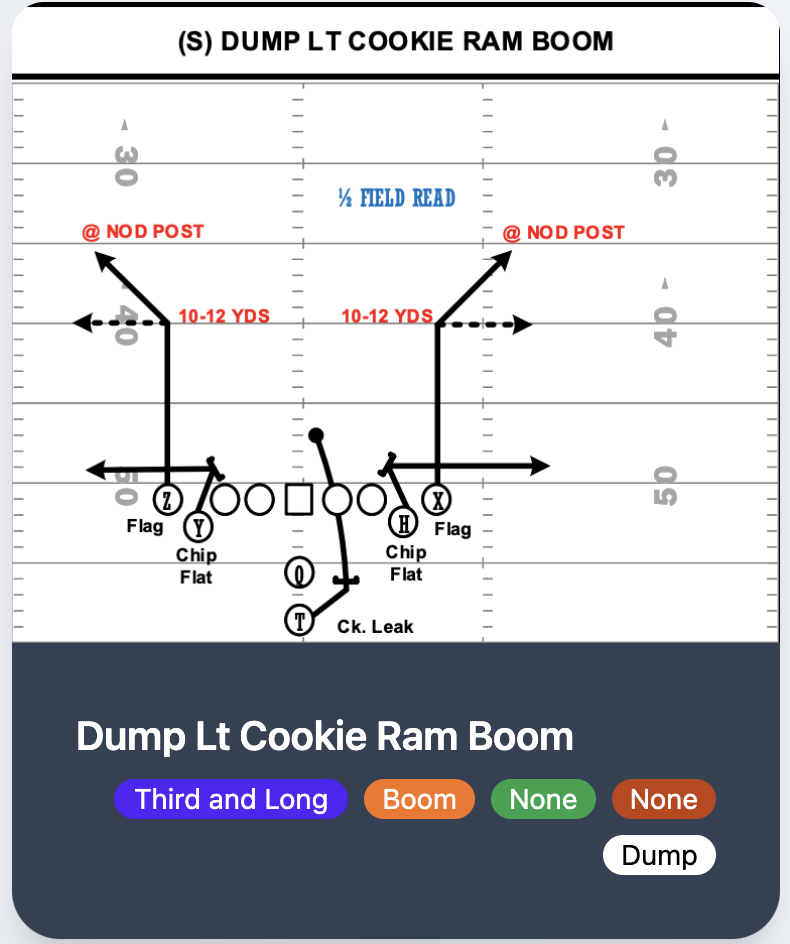 (S) DUMP LT COOKIE RAM BOOM
30 30
½ FIELD READ
@ NOD POST @ NOD POST
10-12 YDS 10-12 YDS
40 40
50 50
Z Y H X
Flag Flag
Chip Flat Chip Flat
Q
T Ck. Leak
Dump Lt Cookie Ram Boom
Third and Long Boom None None
Dump